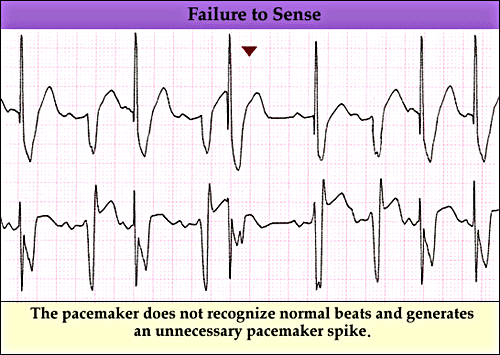 Failure to Sense
The pacemaker does not recognize normal beats and generates
an unnecessary pacemaker spike.